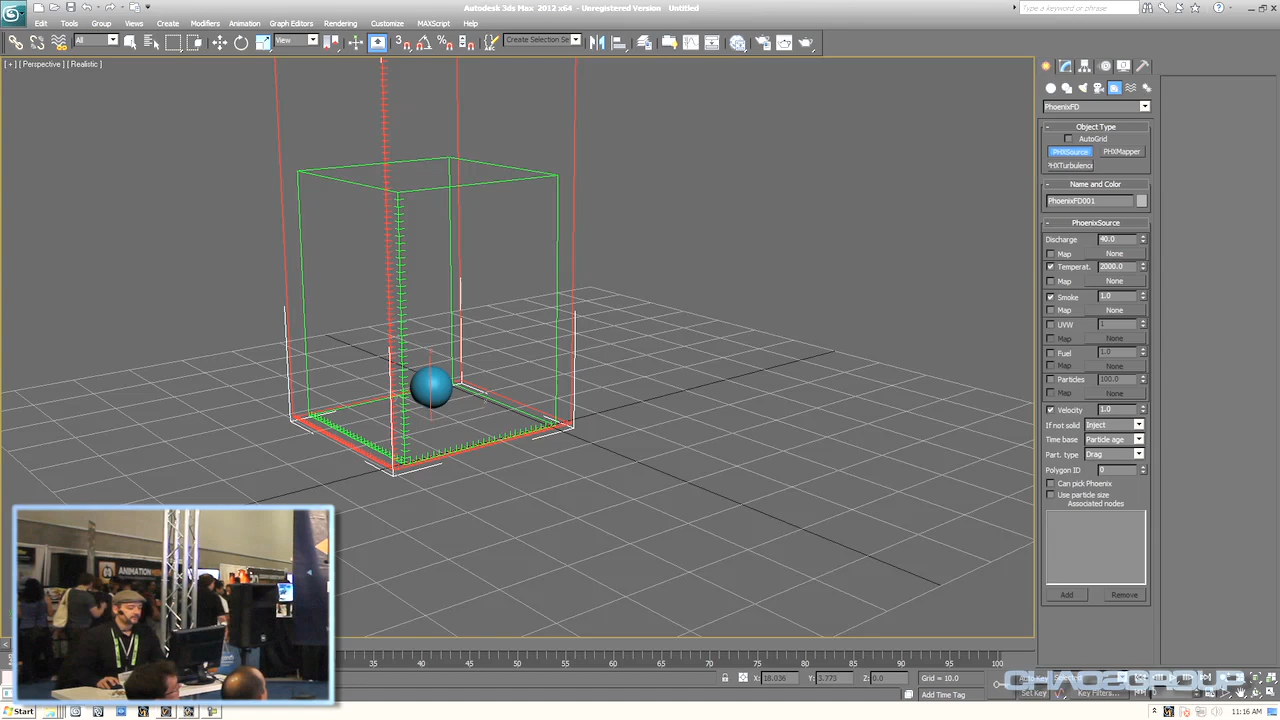 Autodesk 3ds Max 2012 x64 - Unregistered Version Untitled
Type a keyword or phrase
Edit Tools Group Views Create Modifiers Animation Graph Editors Rendering Customize MAXScript Help
All View Create Selection Se
[ + ] [ Perspective ] [ Realistic ]
PhoenixFD
- Object Type
AutoGrid
PHXSource PHXMapper
PHXTurbulence
- Name and Color
PhoenixFD001
- PhoenixSource
Discharge 40.0
Map None
Temperat. 2000.0
Map None
Smoke 1.0
Map None
UVW 1
Map None
Fuel 1.0
Map None
Particles 100.0
Map None
Velocity 1.0
If not solid Inject
Time base Particle age
Part. type Drag
Polygon ID 0
Can pick Phoenix
Use particle size
Associated nodes
Add Remove
ANIMATION
35 40 45 50 55 60 65 70 75 80 85 90 95 100
X: 18.036 Y: 3.773 Z: 0.0 Grid = 10.0 Auto Key Selected
Add Time Tag Set Key Key Filters...
Start 11:16 AM